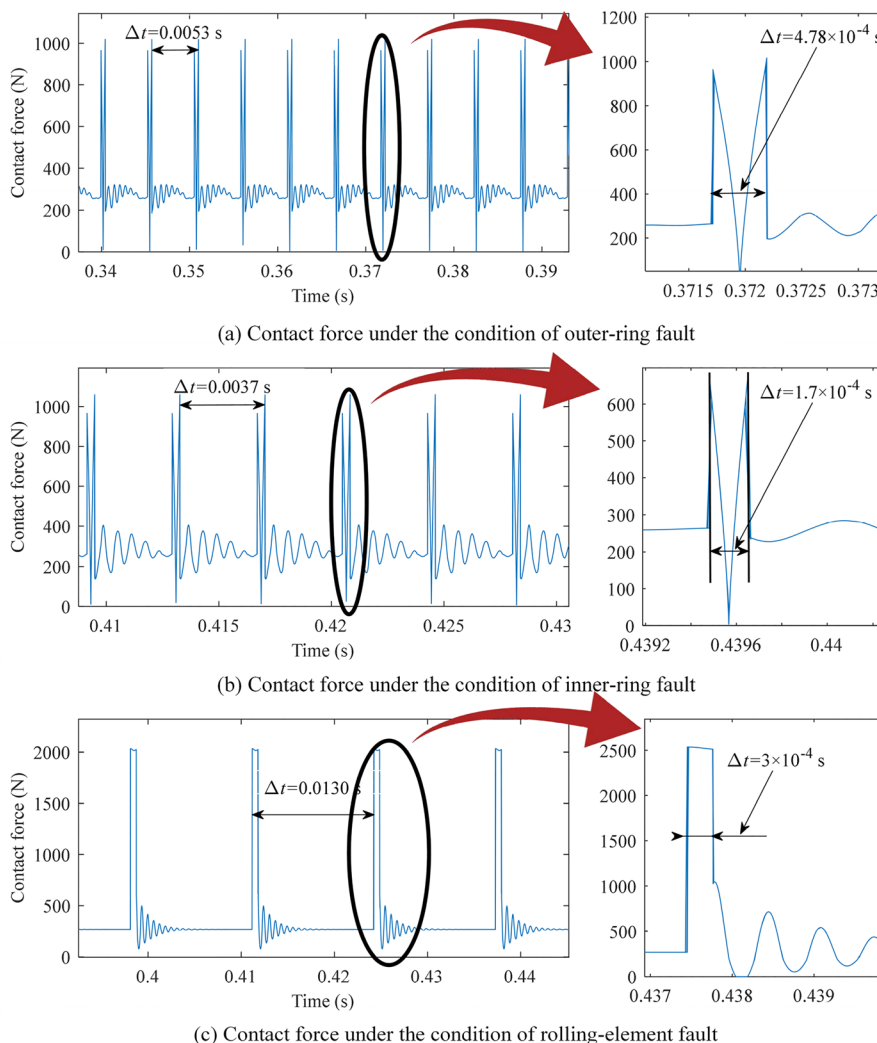 Δt=0.0053 s
1000
800
600
400
200
0
Contact force (N)
0.34 0.35 0.36 0.37 0.38 0.39
Time (s)
1200
1000
800
600
400
200
Δt=4.78×10⁻⁴ s
0.3715 0.372 0.3725 0.373
(a) Contact force under the condition of outer-ring fault
Δt=0.0037 s
1000
800
600
400
200
0
Contact force (N)
0.41 0.415 0.42 0.425 0.43
Time (s)
600
500
400
300
200
100
0
Δt=1.7×10⁻⁴ s
0.4392 0.4396 0.44
(b) Contact force under the condition of inner-ring fault
2000
1500
1000
500
0
Contact force (N)
Δt=0.0130 s
0.4 0.41 0.42 0.43 0.44
Time (s)
2500
2000
1500
1000
500
0
Δt=3×10⁻⁴ s
0.437 0.438 0.439
(c) Contact force under the condition of rolling-element fault